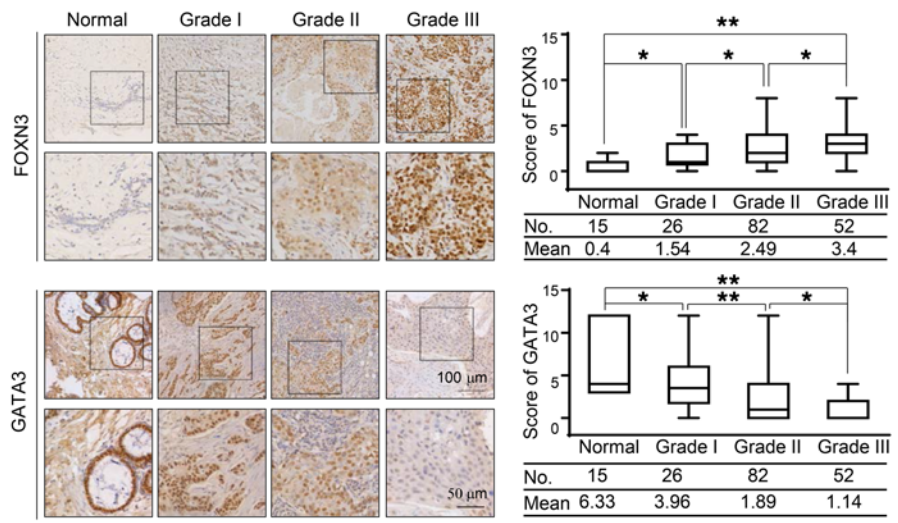 Normal Grade I Grade II Grade III
FOXN3
GATA3
100 μm
50 μm
** 
* * *
Score of FOXN3
15
10
5
0
Normal Grade I Grade II Grade III
No. 15 26 82 52
Mean 0.4 1.54 2.49 3.4
**
* ** *
Score of GATA3
15
10
5
0
Normal Grade I Grade II Grade III
No. 15 26 82 52
Mean 6.33 3.96 1.89 1.14